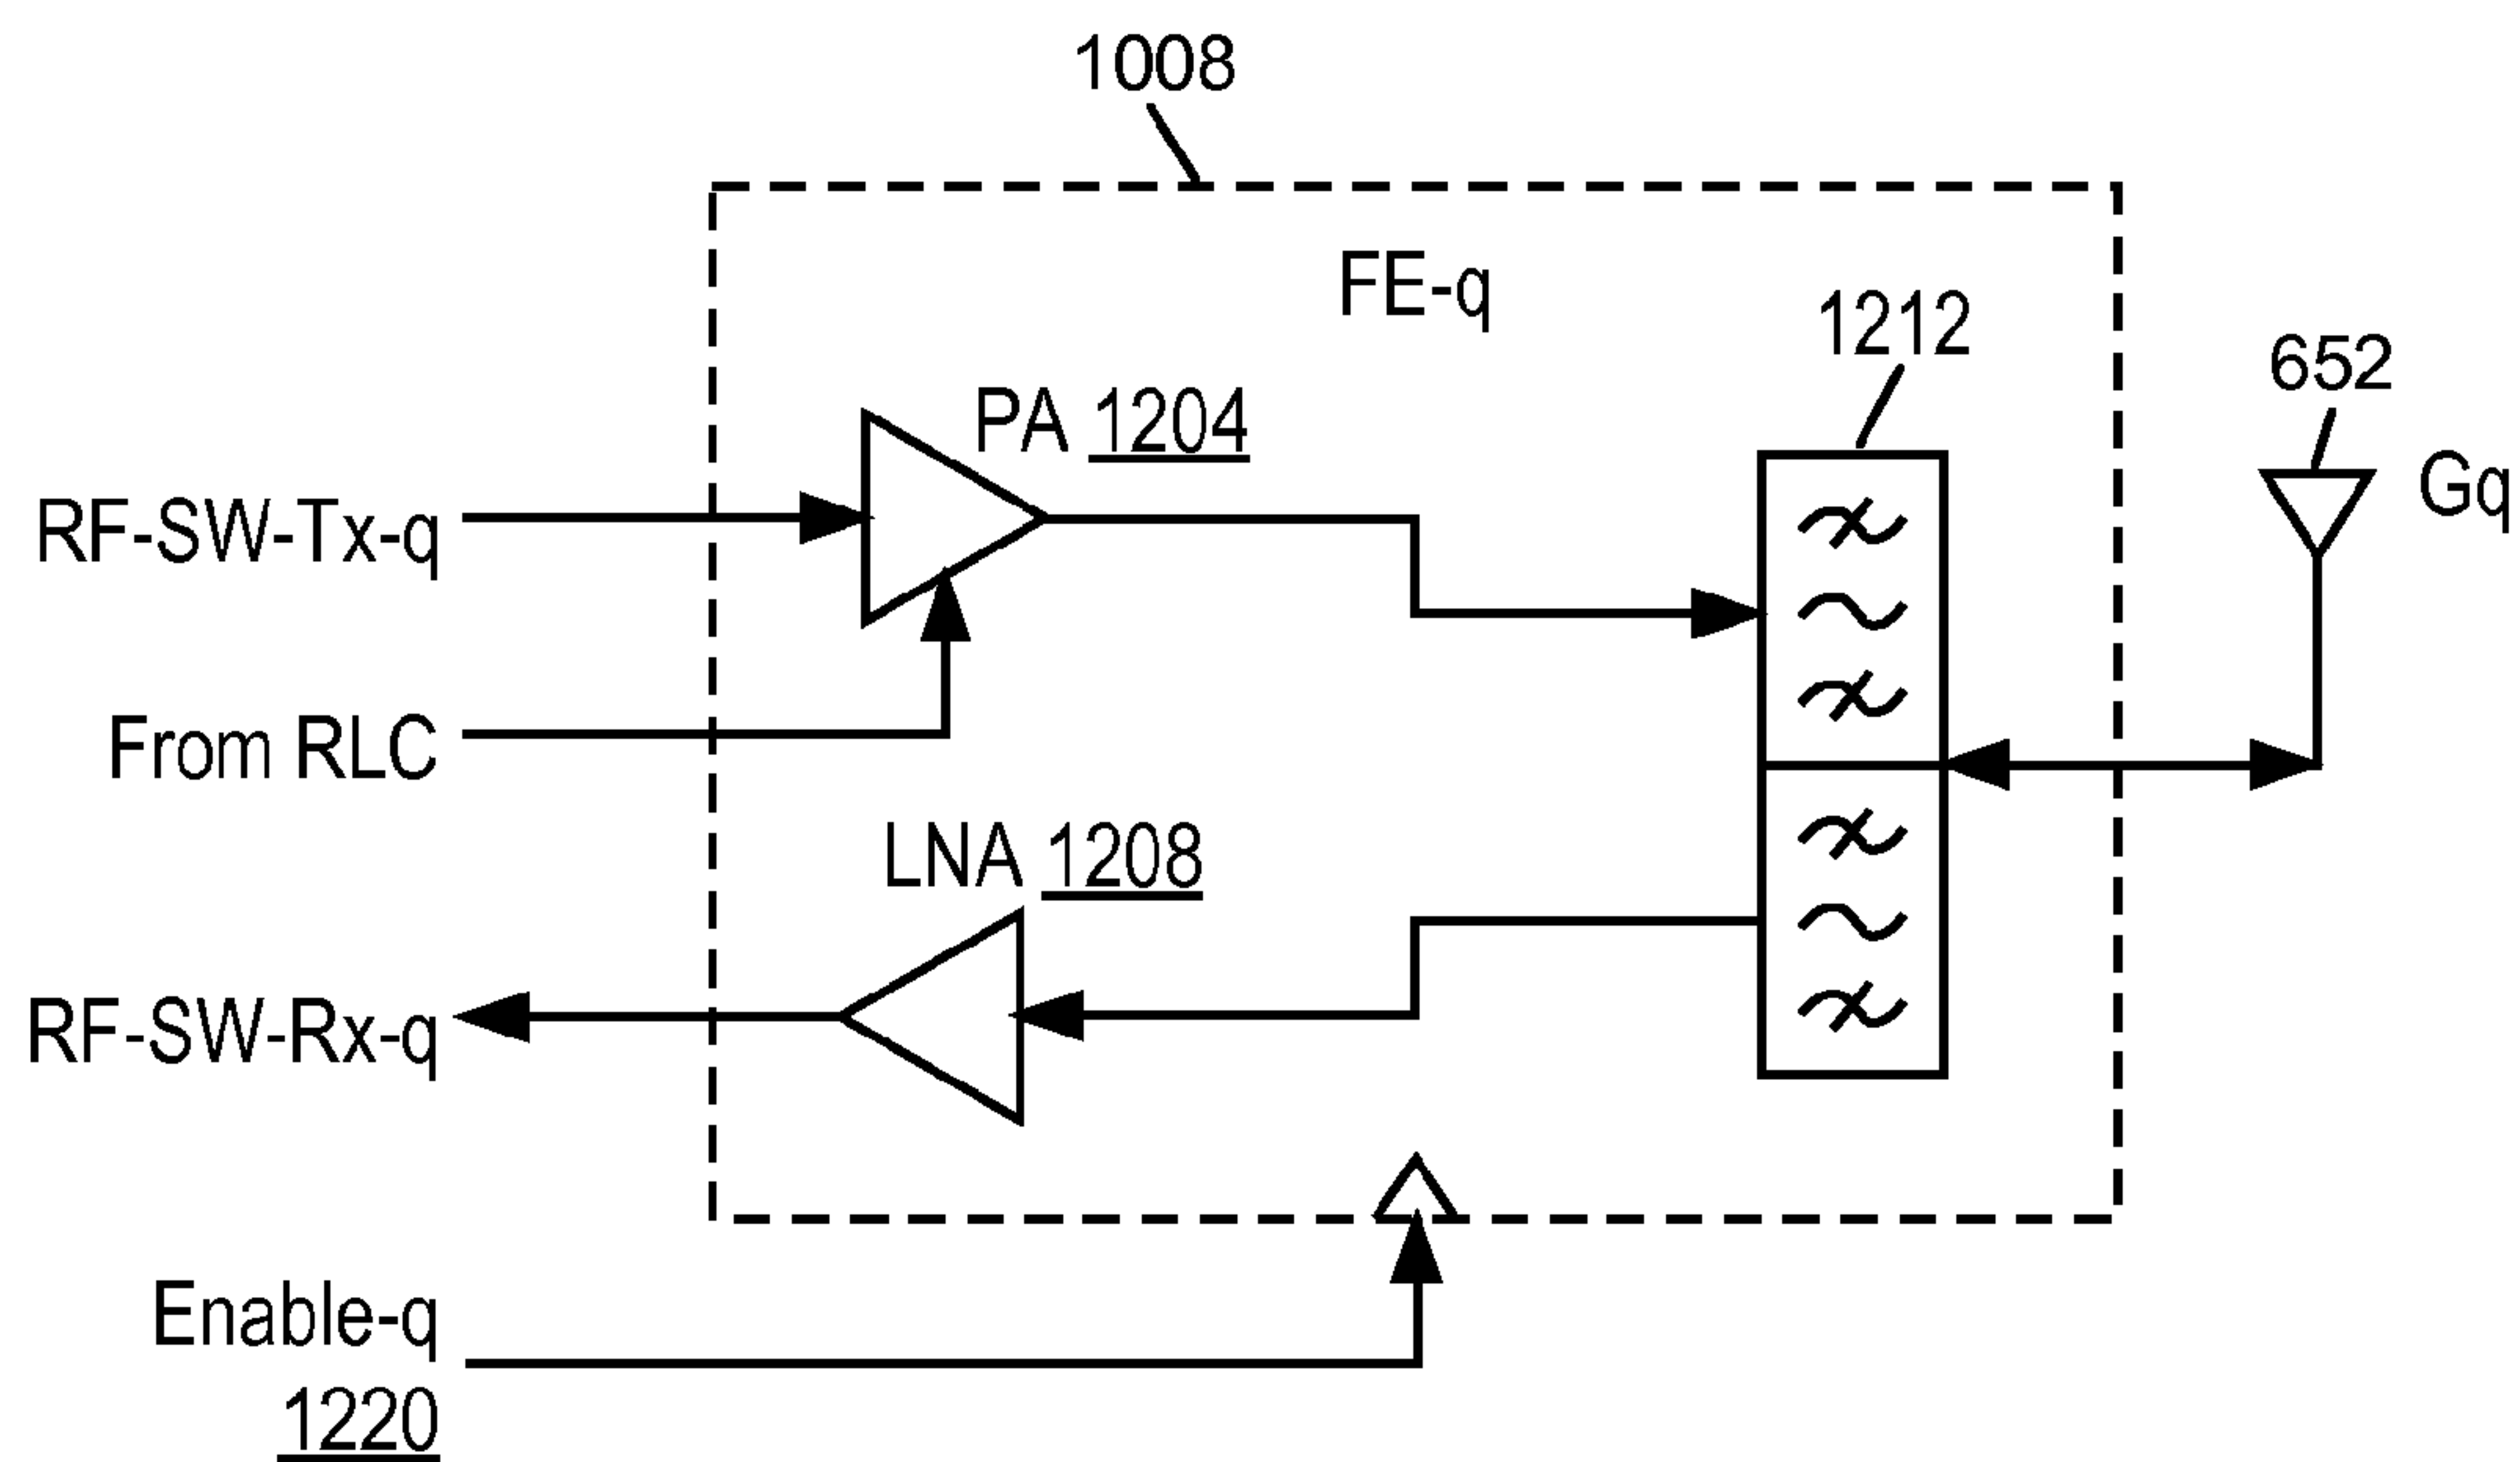 1008
FE-q
1212
652
PA 1204
Gq
RF-SW-Tx-q
From RLC
LNA 1208
RF-SW-Rx-q
Enable-q
1220